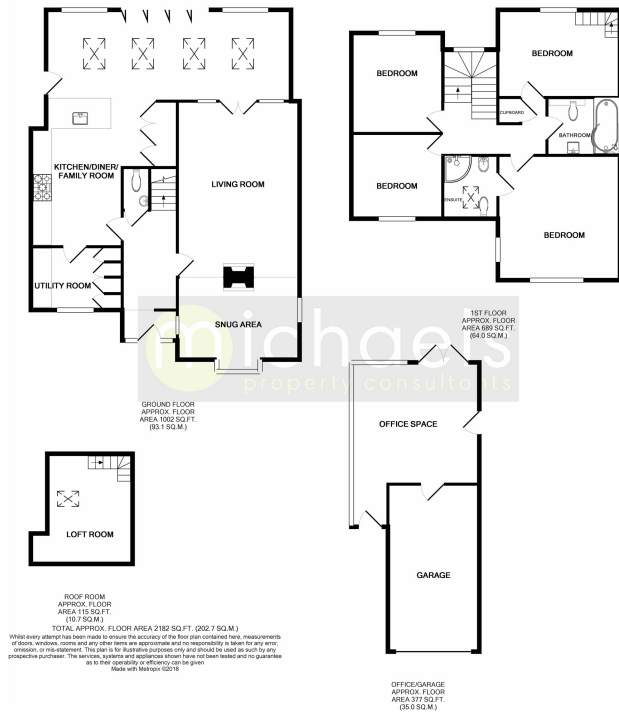 KITCHEN/DINER/
FAMILY ROOM
LIVING ROOM
UTILITY ROOM
SNUG AREA
GROUND FLOOR
APPROX. FLOOR
AREA 1002 SQ.FT.
(93.1 SQ.M.)
BEDROOM
BEDROOM
CUPBOARD
BATHROOM
BEDROOM
ENSUITE
BEDROOM
1ST FLOOR
APPROX. FLOOR
AREA 689 SQ.FT.
(64.0 SQ.M.)
michaels
property consultants
OFFICE SPACE
GARAGE
OFFICE/GARAGE
APPROX. FLOOR
AREA 377 SQ.FT.
(35.0 SQ.M.)
LOFT ROOM
ROOF ROOM
APPROX. FLOOR
AREA 115 SQ.FT.
(10.7 SQ.M.)
TOTAL APPROX. FLOOR AREA 2182 SQ.FT. (202.7 SQ.M.)
Whilst every attempt has been made to ensure the accuracy of the floor plan contained here, measurements
of doors, windows, rooms and any other items are approximate and no responsibility is taken for any error,
omission, or mis-statement. This plan is for illustrative purposes only and should be used as such by any
prospective purchaser. The services, systems and appliances shown have not been tested and no guarantee
as to their operability or efficiency can be given
Made with Metropix ©2018